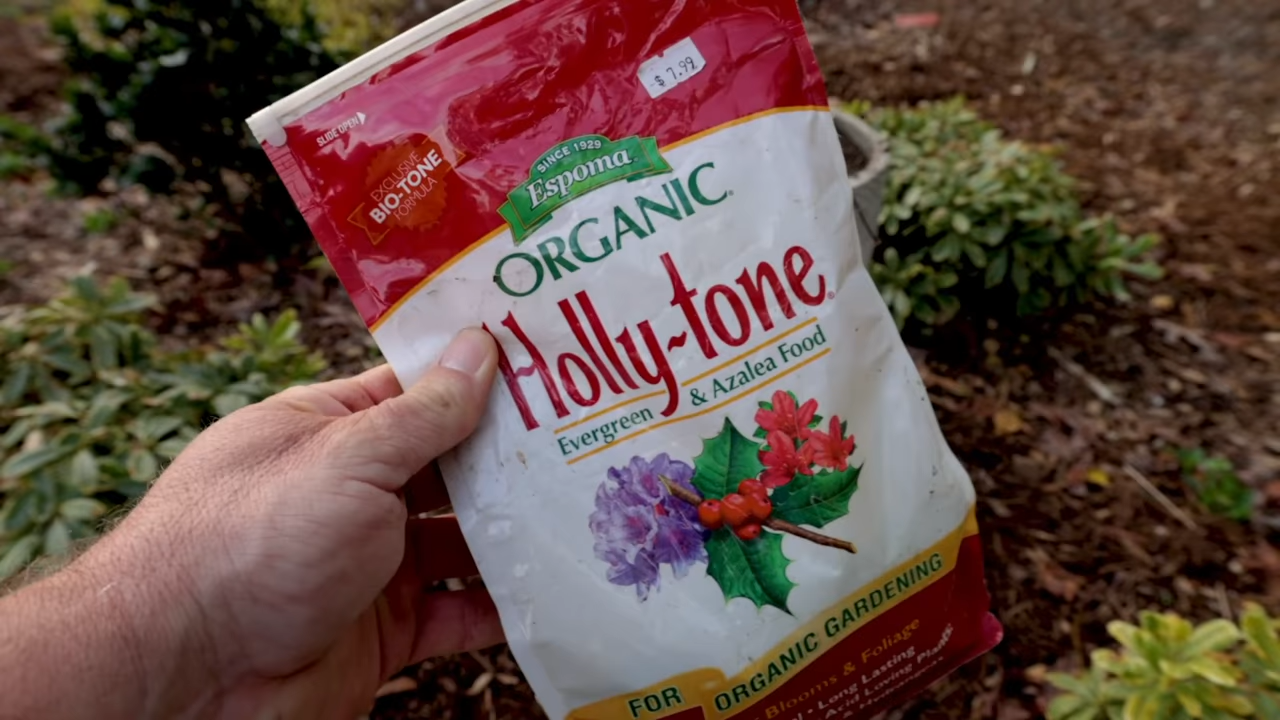 $7.99
SLIDE OPEN
EXCLUSIVE
BIO-TONE
FORMULA
SINCE 1929
Espoma
ORGANIC
Holly-tone
Evergreen & Azalea Food
FOR ORGANIC GARDENING
Blooms & Foliage
• Long Lasting
Acid Loving Plants